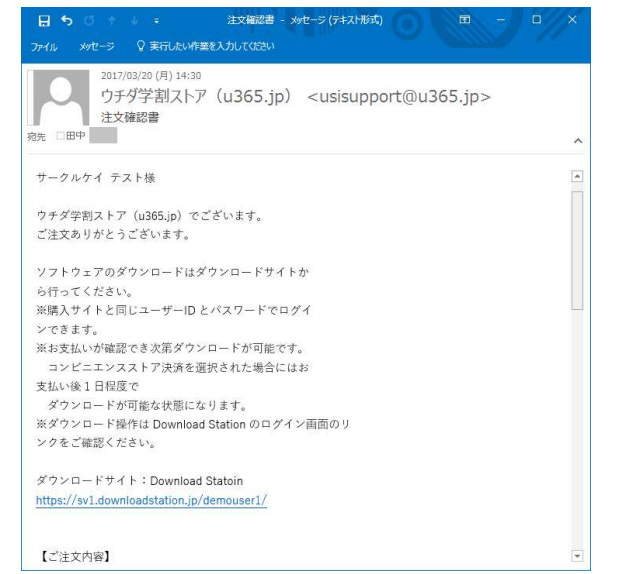 注文確認書 - メッセージ (テキスト形式)
ファイル メッセージ 実行したい作業を入力してください
2017/03/20 (月) 14:30
ウチダ学割ストア（u365.jp） <usisupport@u365.jp>
注文確認書
宛先 □田中
サークルケイ テスト様
ウチダ学割ストア（u365.jp）でございます。
ご注文ありがとうございます。
ソフトウェアのダウンロードはダウンロードサイトか
ら行ってください。
※購入サイトと同じユーザーID とパスワードでログイ
ンできます。
※お支払いが確認でき次第ダウンロードが可能です。
コンビニエンスストア決済を選択された場合にはお
支払い後 1 日程度で
ダウンロードが可能な状態になります。
※ダウンロード操作は Download Station のログイン画面のリ
ンクをご確認ください。
ダウンロードサイト：Download Statoin
https://sv1.downloadstation.jp/demouser1/
【ご注文内容】